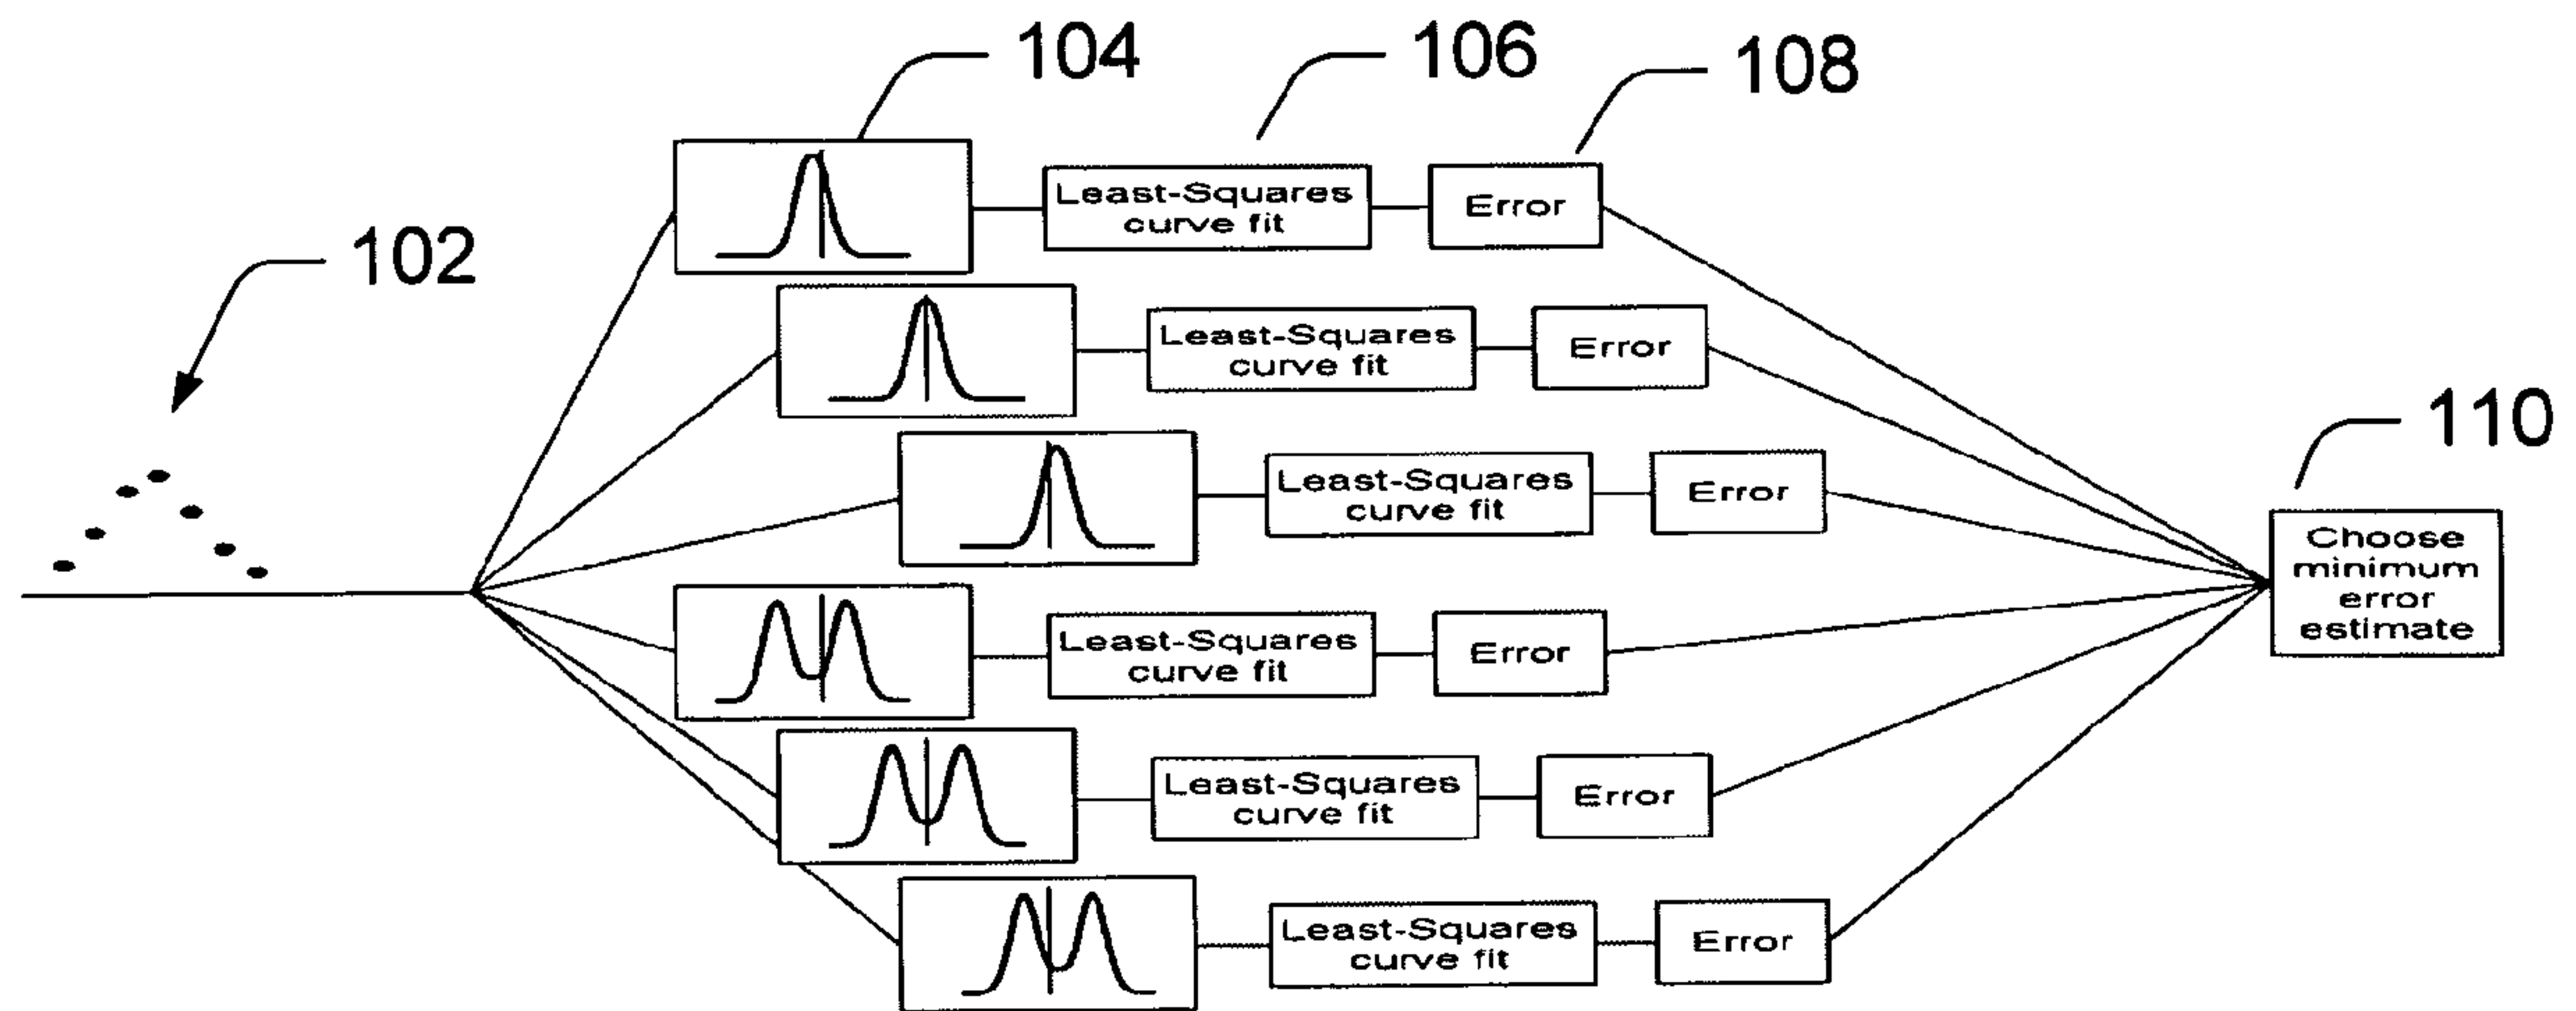 104
106
108
102
110
Least-Squares
curve fit
Error
Least-Squares
curve fit
Error
Least-Squares
curve fit
Error
Choose
minimum
error
estimate
Least-Squares
curve fit
Error
Least-Squares
curve fit
Error
Least-Squares
curve fit
Error